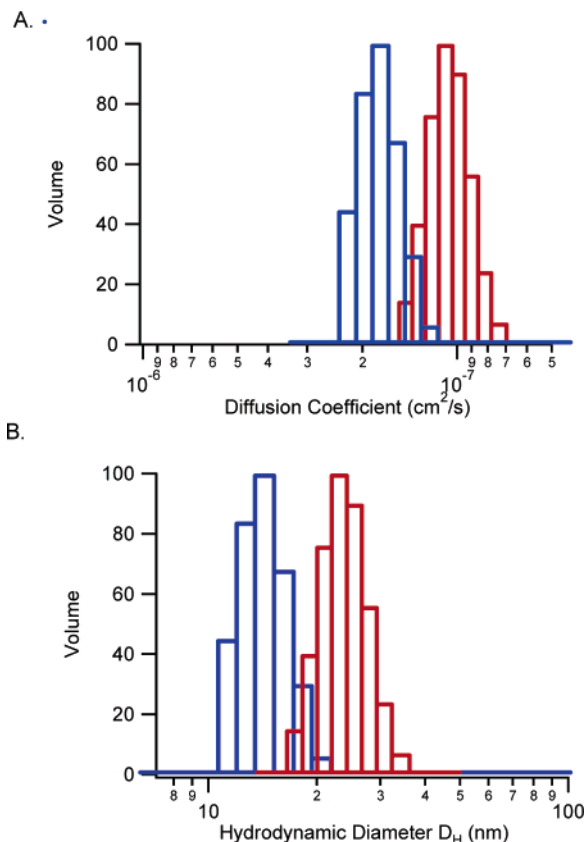 A.
100
80
60
40
20
0
Volume
9 8 7 6 5 4 3 2 9 8 7 6 5
10^-6 10^-7
Diffusion Coefficient (cm^2/s)
B.
100
80
60
40
20
0
Volume
8 9 2 3 4 5 6 7 8 9
10 100
Hydrodynamic Diameter D_H (nm)